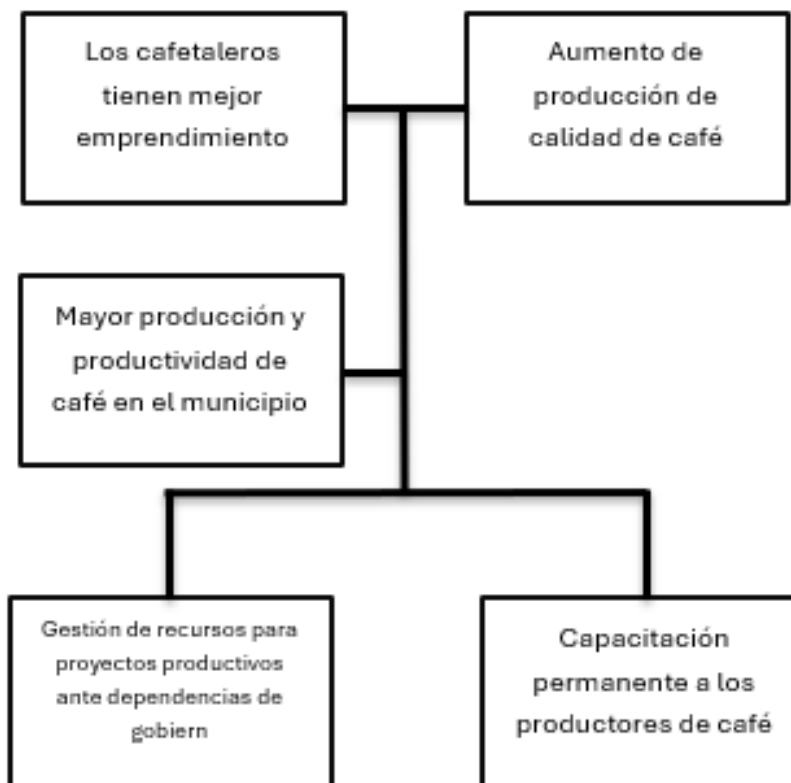 Los cafetaleros
tienen mejor
emprendimiento
Aumento de
producción de
calidad de café
Mayor producción y
productividad de
café en el municipio
Gestión de recursos para
proyectos productivos
ante dependencias de
gobiern
Capacitación
permanente a los
productores de café